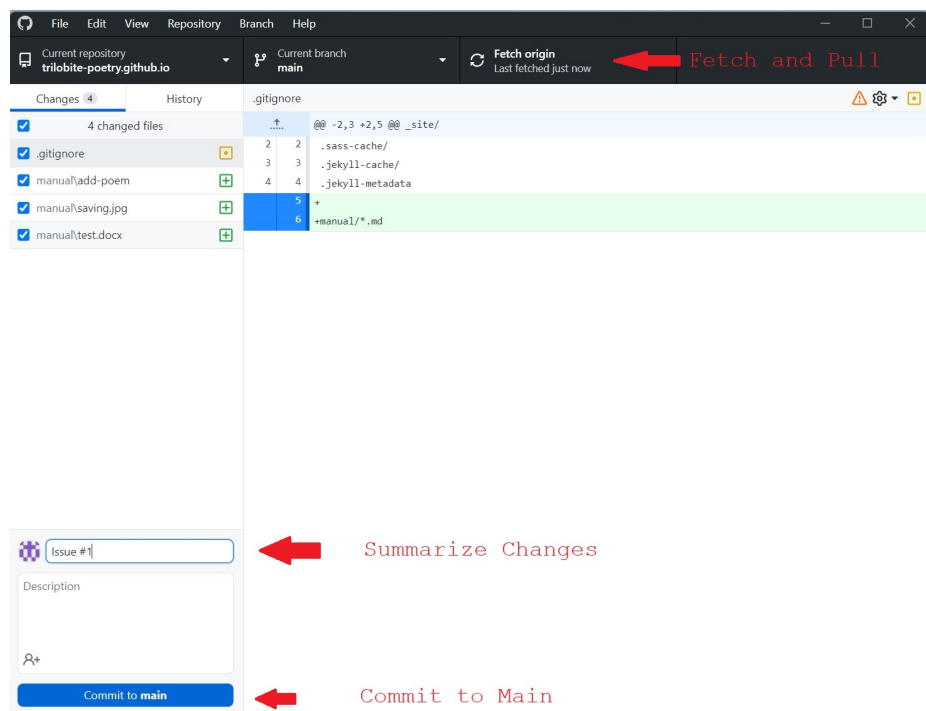 File Edit View Repository Branch Help
Current repository
trilobite-poetry.github.io
Current branch
main
Fetch origin
Last fetched just now
Fetch and Pull
Changes 4 History
.gitignore
4 changed files
@@ -2,3 +2,5 @@ _site/
.gitignore
manual\add-poem
manual\saving.jpg
manual\test.docx
2 2 .sass-cache/
3 3 .jekyll-cache/
4 4 .jekyll-metadata
5 +
6 +manual/*.md
Issue #1
Summarize Changes
Description
Commit to main
Commit to Main